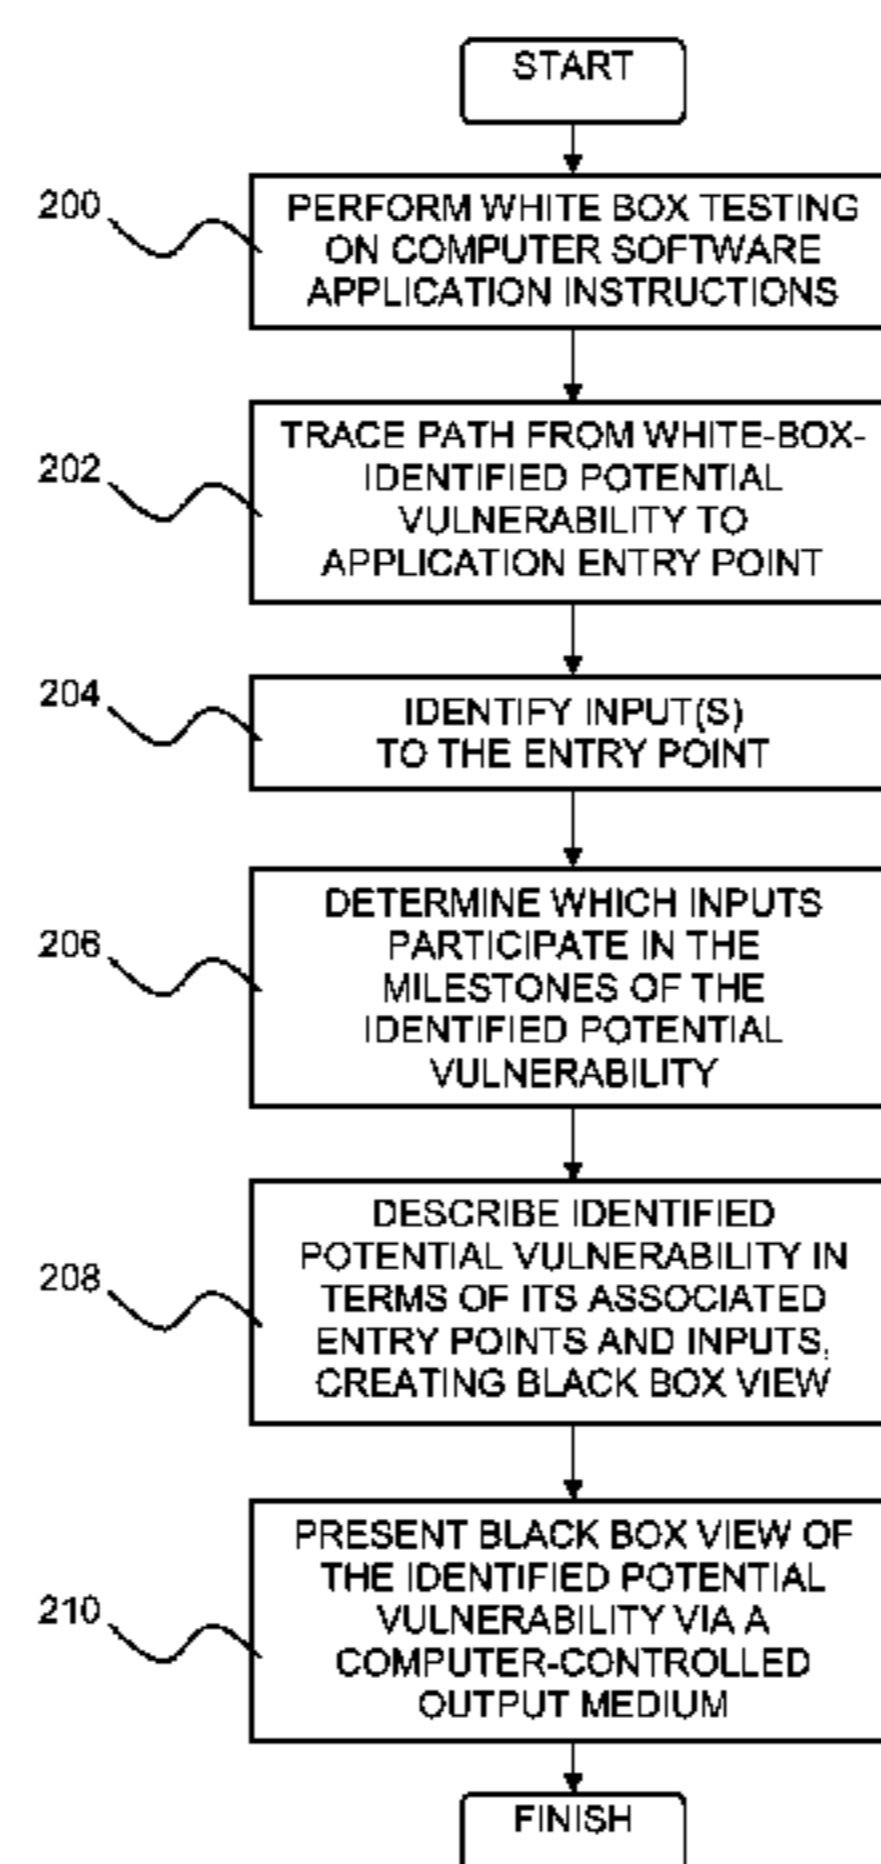 START
200
PERFORM WHITE BOX TESTING
ON COMPUTER SOFTWARE
APPLICATION INSTRUCTIONS
202
TRACE PATH FROM WHITE-BOX-
IDENTIFIED POTENTIAL
VULNERABILITY TO
APPLICATION ENTRY POINT
204
IDENTIFY INPUT(S)
TO THE ENTRY POINT
206
DETERMINE WHICH INPUTS
PARTICIPATE IN THE
MILESTONES OF THE
IDENTIFIED POTENTIAL
VULNERABILITY
208
DESCRIBE IDENTIFIED
POTENTIAL VULNERABILITY IN
TERMS OF ITS ASSOCIATED
ENTRY POINTS AND INPUTS,
CREATING BLACK BOX VIEW
210
PRESENT BLACK BOX VIEW OF
THE IDENTIFIED POTENTIAL
VULNERABILITY VIA A
COMPUTER-CONTROLLED
OUTPUT MEDIUM
FINISH